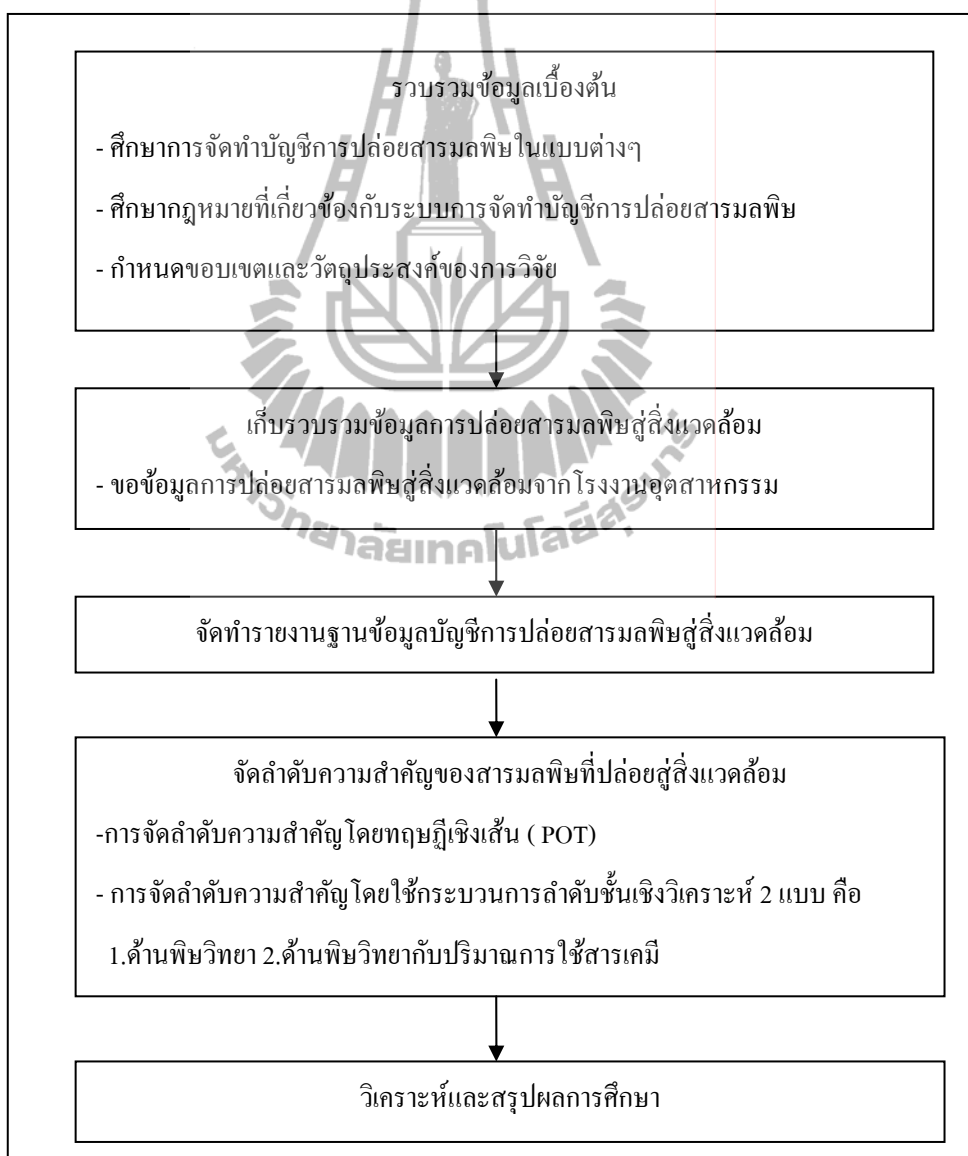 รวบรวมข้อมูลเบื้องต้น
- ศึกษาการจัดทำบัญชีการปล่อยสารมลพิษในแบบต่างๆ
- ศึกษากฎหมายที่เกี่ยวข้องกับระบบการจัดทำบัญชีการปล่อยสารมลพิษ
- กำหนดขอบเขตและวัตถุประสงค์ของการวิจัย
เก็บรวบรวมข้อมูลการปล่อยสารมลพิษสู่สิ่งแวดล้อม
- ขอข้อมูลการปล่อยสารมลพิษสู่สิ่งแวดล้อมจากโรงงานอุตสาหกรรม
มหาวิทยาลัยเทคโนโลยีสุรนารี
จัดทำรายงานฐานข้อมูลบัญชีการปล่อยสารมลพิษสู่สิ่งแวดล้อม
จัดลำดับความสำคัญของสารมลพิษที่ปล่อยสู่สิ่งแวดล้อม
-การจัดลำดับความสำคัญโดยทฤษฎีเชิงเส้น ( POT)
- การจัดลำดับความสำคัญโดยใช้กระบวนการลำดับชั้นเชิงวิเคราะห์ 2 แบบ คือ
1.ด้านพิษวิทยา 2.ด้านพิษวิทยากับปริมาณการใช้สารเคมี
วิเคราะห์และสรุปผลการศึกษา